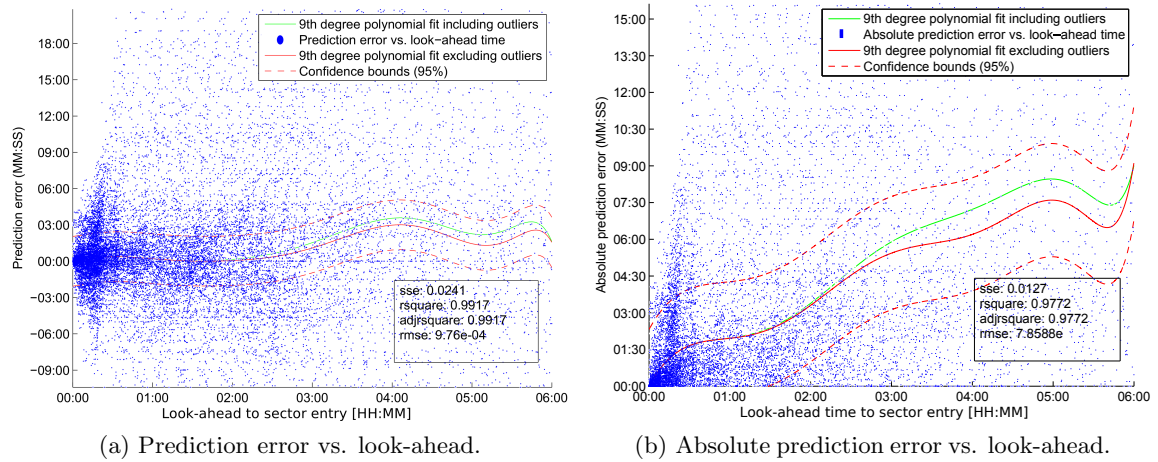 18:00
15:00
12:00
09:00
06:00
03:00
00:00
−03:00
−06:00
−09:00
Prediction error (MM:SS)
9th degree polynomial fit including outliers
Prediction error vs. look−ahead time
9th degree polynomial fit excluding outliers
Confidence bounds (95%)
sse: 0.0241
rsquare: 0.9917
adjrsquare: 0.9917
rmse: 9.76e−04
00:00 01:00 02:00 03:00 04:00 05:00 06:00
Look-ahead to sector entry [HH:MM]
(a) Prediction error vs. look-ahead.
15:00
13:30
12:00
10:30
09:00
07:30
06:00
04:30
03:00
01:30
00:00
Absolute prediction error (MM:SS)
9th degree polynomial fit including outliers
Absolute prediction error vs. look−ahead time
9th degree polynomial fit excluding outliers
Confidence bounds (95%)
sse: 0.0127
rsquare: 0.9772
adjrsquare: 0.9772
rmse: 7.8588e
00:00 01:00 02:00 03:00 04:00 05:00 06:00
Look-ahead time to sector entry [HH:MM]
(b) Absolute prediction error vs. look-ahead.